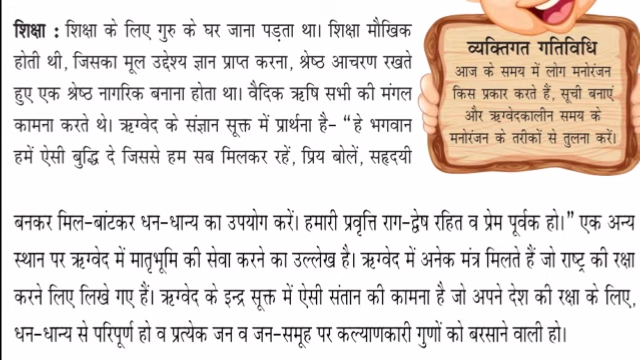 शिक्षा : शिक्षा के लिए गुरु के घर जाना पड़ता था। शिक्षा मौखिक
होती थी, जिसका मूल उद्देश्य ज्ञान प्राप्त करना, श्रेष्ठ आचरण रखते
हुए एक श्रेष्ठ नागरिक बनाना होता था। वैदिक ऋषि सभी की मंगल
कामना करते थे। ऋग्वेद के संज्ञान सूक्त में प्रार्थना है– “हे भगवान
हमें ऐसी बुद्धि दे जिससे हम सब मिलकर रहें, प्रिय बोलें, सहृदयी
व्यक्तिगत गतिविधि
आज के समय में लोग मनोरंजन
किस प्रकार करते हैं, सूची बनाएं
और ऋग्वेदकालीन समय के
मनोरंजन के तरीकों से तुलना करें।
बनकर मिल–बांटकर धन–धान्य का उपयोग करें। हमारी प्रवृत्ति राग–द्वेष रहित व प्रेम पूर्वक हो।” एक अन्य
स्थान पर ऋग्वेद में मातृभूमि की सेवा करने का उल्लेख है। ऋग्वेद में अनेक मंत्र मिलते हैं जो राष्ट्र की रक्षा
करने लिए लिखे गए हैं। ऋग्वेद के इन्द्र सूक्त में ऐसी संतान की कामना है जो अपने देश की रक्षा के लिए,
धन–धान्य से परिपूर्ण हो व प्रत्येक जन व जन–समूह पर कल्याणकारी गुणों को बरसाने वाली हो।